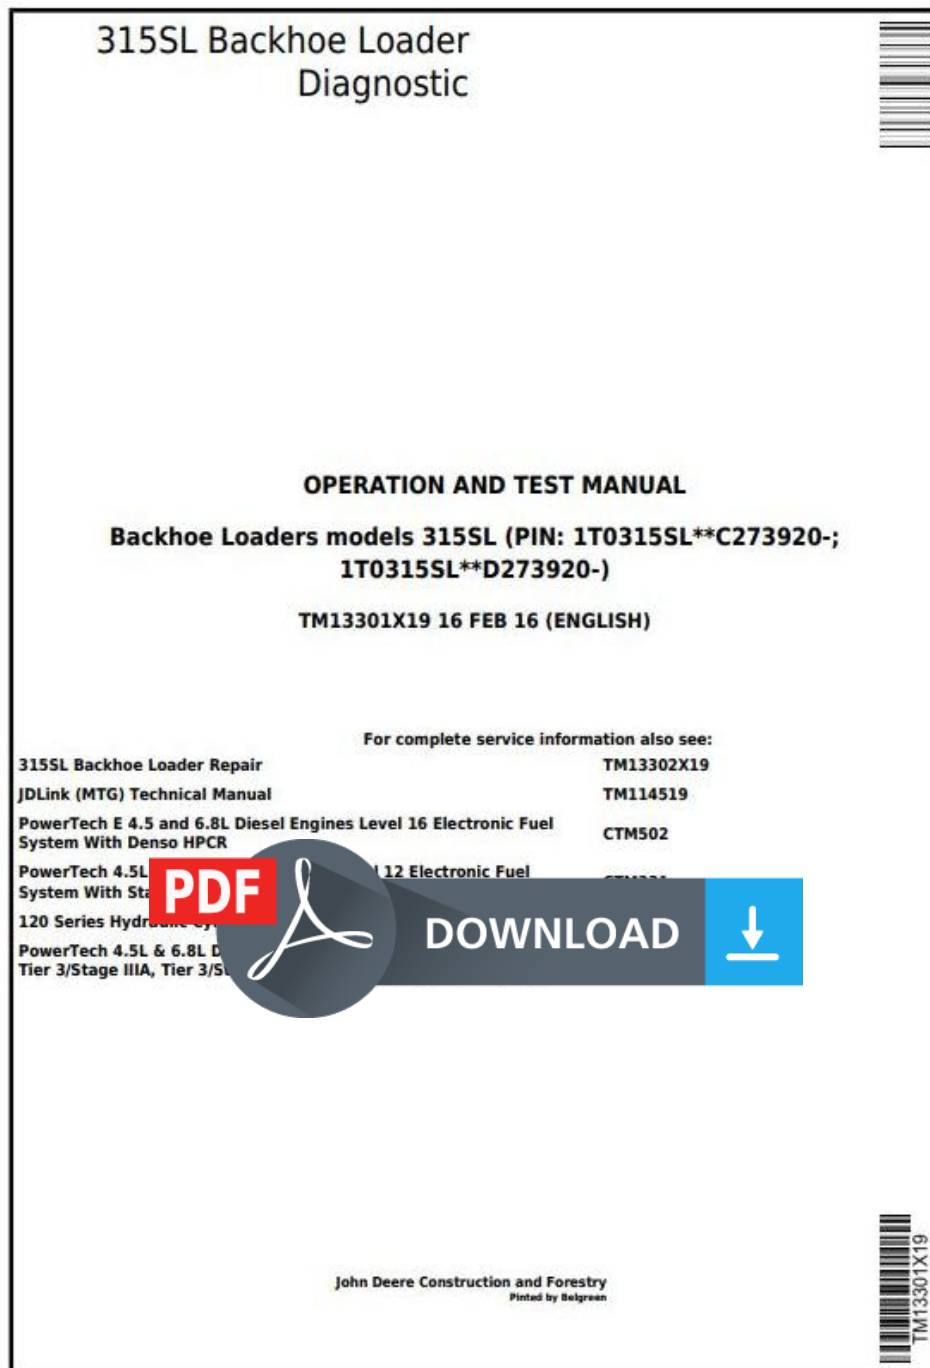 315SL Backhoe Loader
Diagnostic
OPERATION AND TEST MANUAL
Backhoe Loaders models 315SL (PIN: 1T0315SL**C273920-;
1T0315SL**D273920-)
TM13301X19 16 FEB 16 (ENGLISH)
For complete service information also see:
315SL Backhoe Loader Repair TM13302X19
JDLink (MTG) Technical Manual TM114519
PowerTech E 4.5 and 6.8L Diesel Engines Level 16 Electronic Fuel
System With Denso HPCR CTM502
PowerTech 4.5L 12 Electronic Fuel
System With
120 Series
PowerTech 4.5L & 6.8L
Tier 3/Stage IIIA, Tier
PDF
DOWNLOAD
John Deere Construction and Forestry
Pinted by Belgreen
TM13301X19